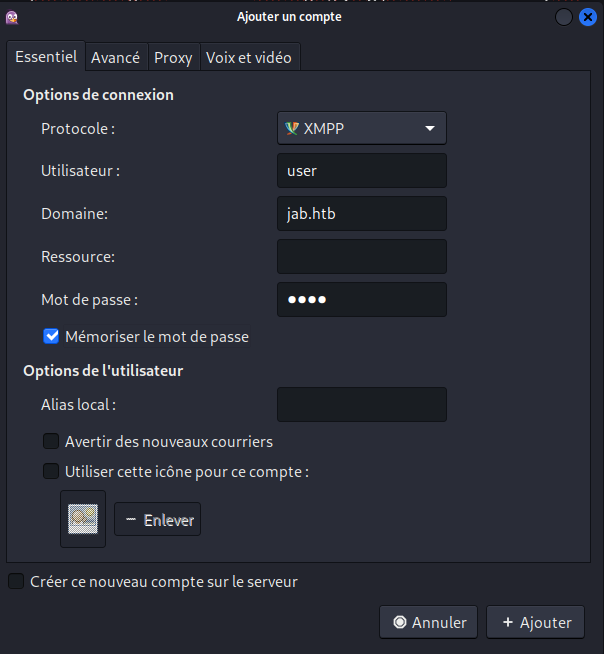 Ajouter un compte
Essentiel Avancé Proxy Voix et vidéo
Options de connexion
Protocole : XMPP
Utilisateur : user
Domaine: jab.htb
Ressource:
Mot de passe : ●●●●
Mémoriser le mot de passe
Options de l'utilisateur
Alias local :
Avertir des nouveaux courriers
Utiliser cette icône pour ce compte :
Enlever
Créer ce nouveau compte sur le serveur
Annuler Ajouter